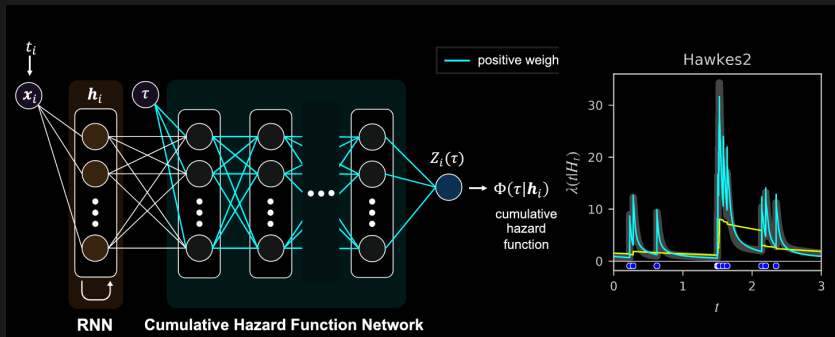 t_i
x_i
h_i
τ
positive weigh
Z_i(τ)
Φ(τ|h_i)
cumulative
hazard
function
RNN
Cumulative Hazard Function Network
Hawkes2
λ̂(t|H_t)
30
20
10
0
0
1
2
3
t